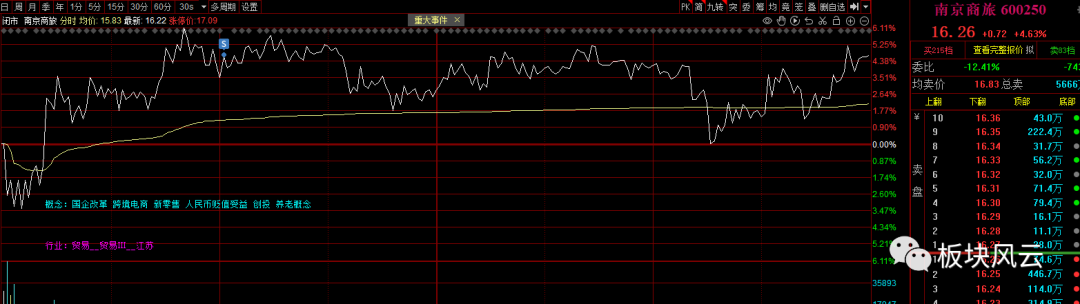 日 周 月 季 年 1分 5分 15分 30分 60分 30s 多周期 设置
PK 简 九转 突 委 筹 均 竞 笼 叠 删自选
闭市 南京商旅 分时 均价: 15.83 最新: 16.22 涨停价:17.09
重大事件 ×
6.11%
5.25%
4.38%
3.51%
2.64%
1.77%
0.90%
0.00%
0.87%
1.74%
2.60%
3.47%
4.34%
5.21%
6.11%
35893
概念: 国企改革 跨境电商 新零售 人民币贬值受益 创投 养老概念
行业: 贸易__贸易III__江苏
南京商旅 600250
16.26 +0.72 +4.63%
买215档 查看完整报价 拟 卖83档
委比 -12.41%
均卖价 16.83 总卖 5666
上翻 下翻 顶部 底部
¥
卖盘
10 16.36 43.0万
9 16.35 222.4万
8 16.34 31.7万
7 16.33 56.2万
6 16.32 32.0万
5 16.31 71.4万
4 16.30 79.4万
3 16.29 16.1万
2 16.28 11.1万
1 16.27
2 16.25 446.7万
3 16.24 114.0万
板块风云